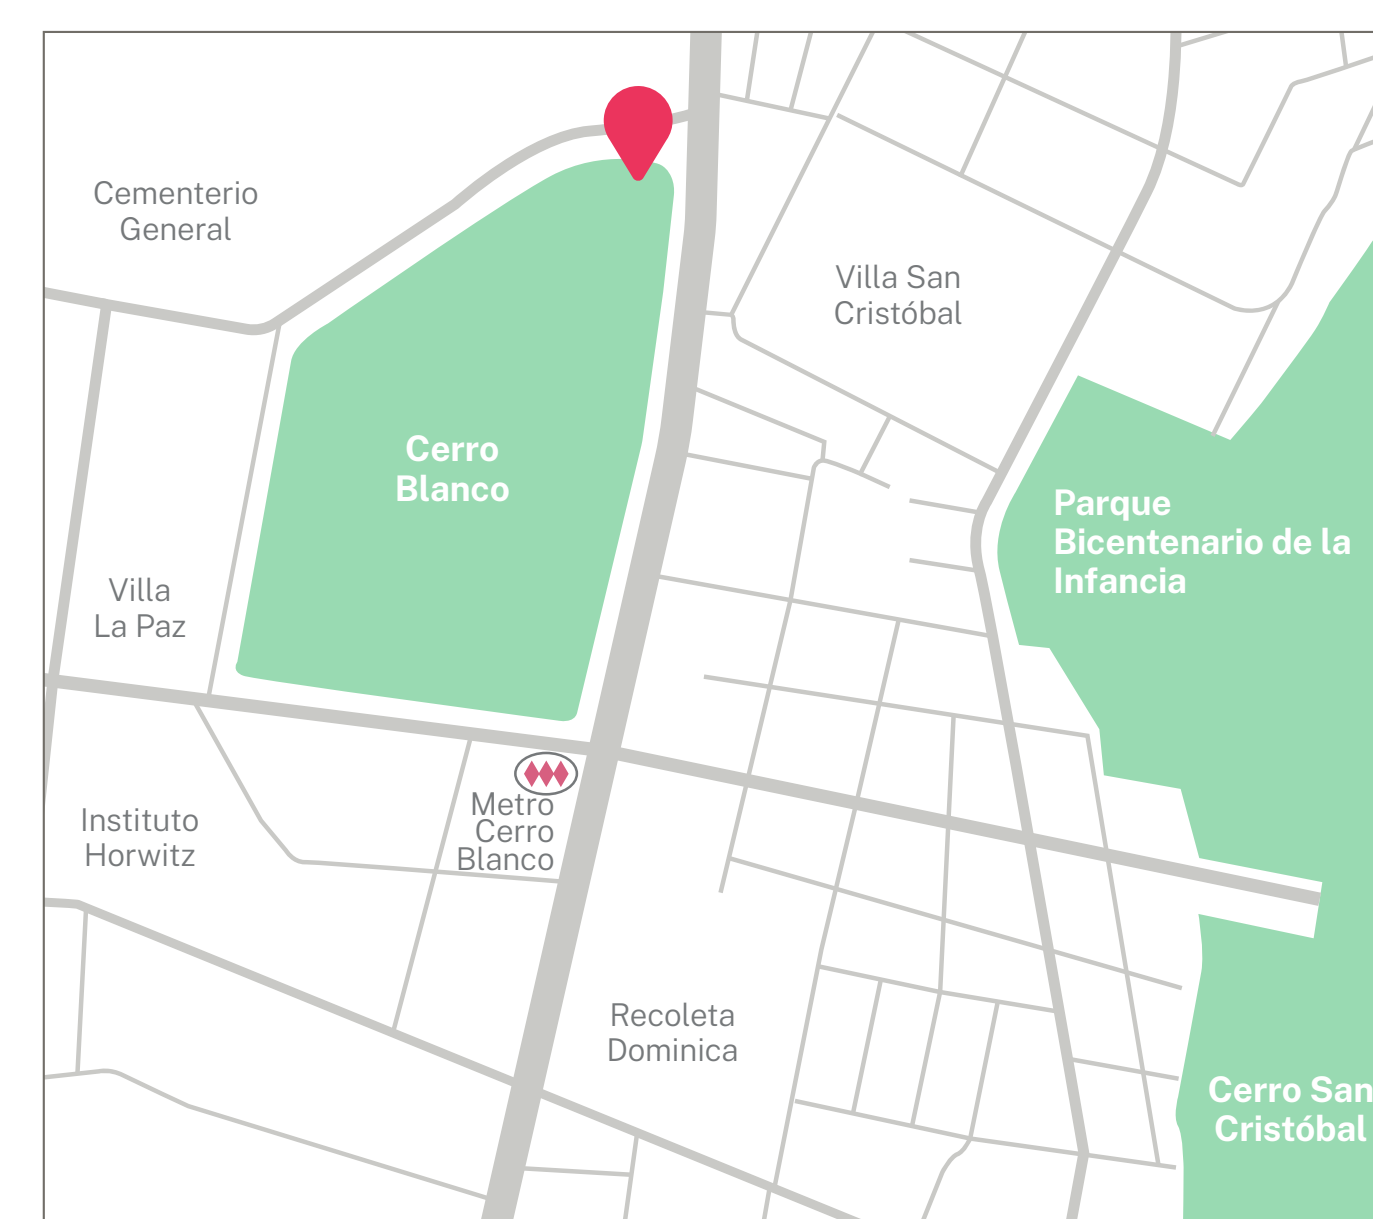 Cementerio
General
Villa San
Cristóbal
Cerro
Blanco
Parque
Bicentenario de la
Infancia
Villa
La Paz
Metro
Cerro
Blanco
Instituto
Horwitz
Recoleta
Dominica
Cerro San
Cristóbal